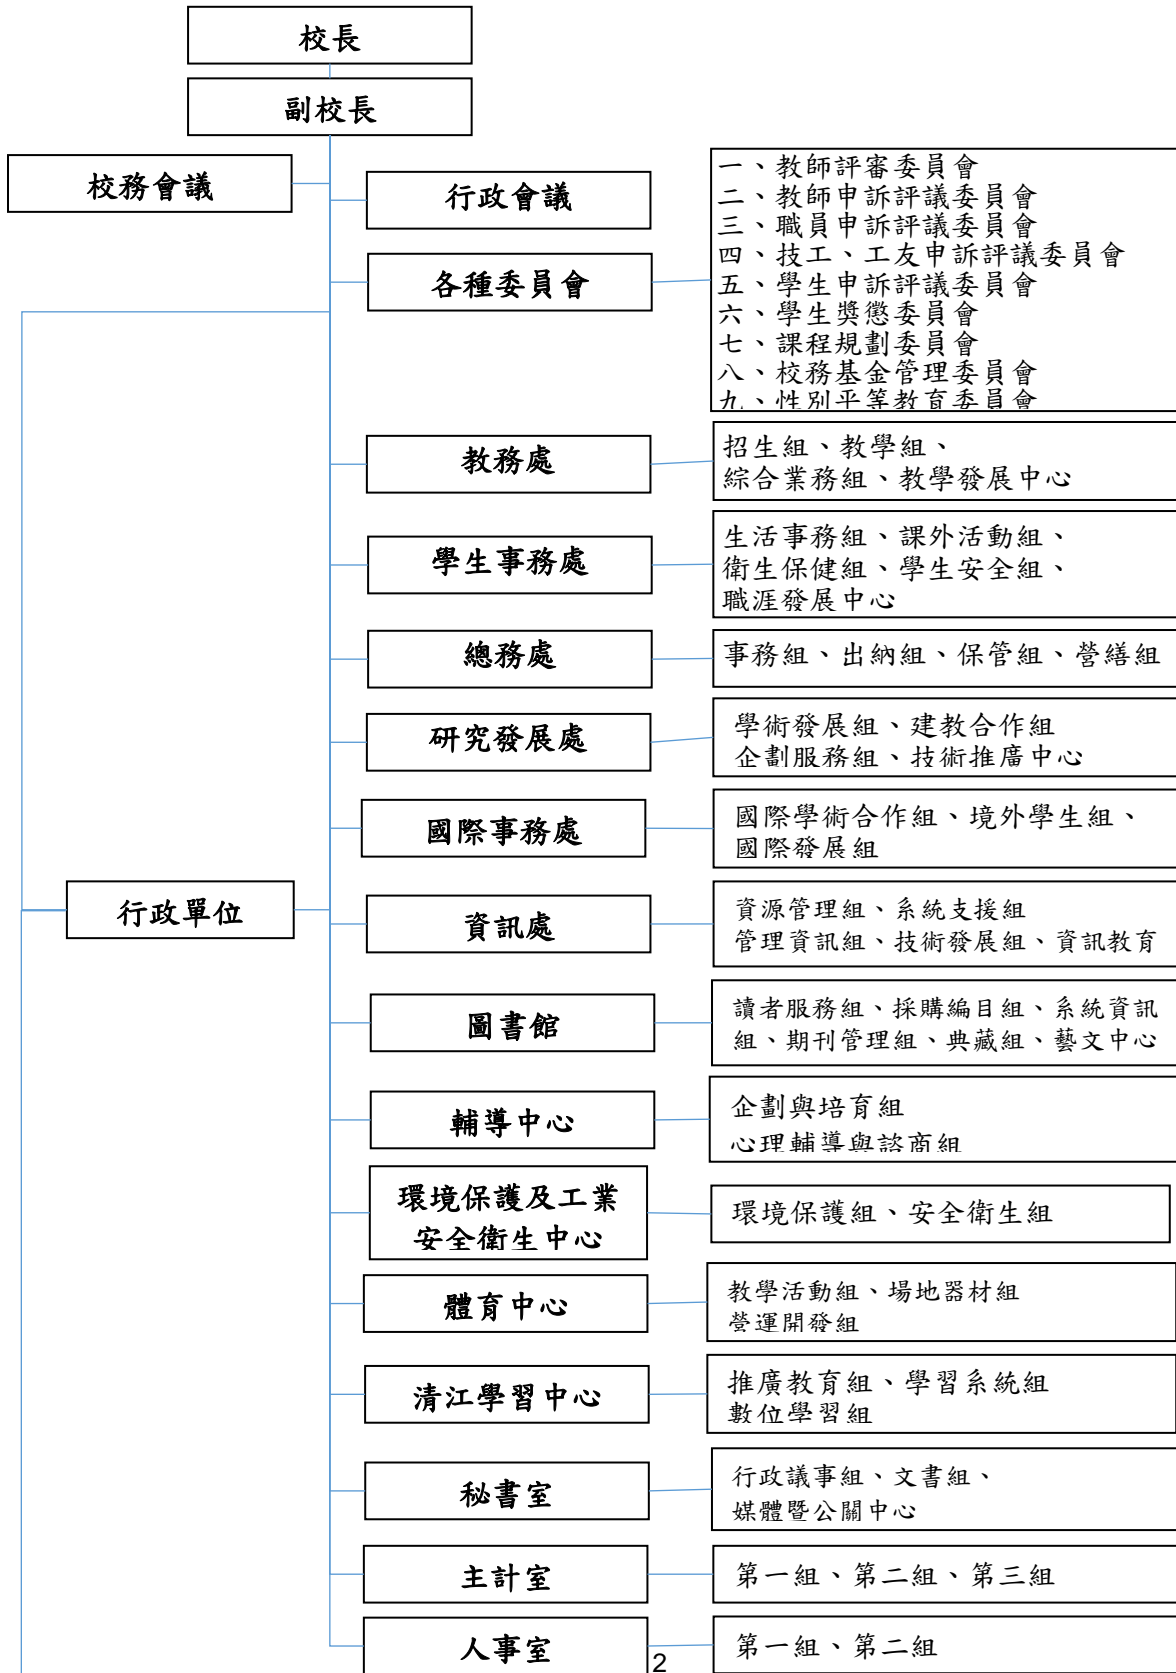 校長
副校長
校務會議
行政會議
各種委員會
一、教師評審委員會
二、教師申訴評議委員會
三、職員申訴評議委員會
四、技工、工友申訴評議委員會
五、學生申訴評議委員會
六、學生獎懲委員會
七、課程規劃委員會
八、校務基金管理委員會
九、性別平等教育委員會
教務處
招生組、教學組、
綜合業務組、教學發展中心
學生事務處
生活事務組、課外活動組、
衛生保健組、學生安全組、
職涯發展中心
總務處
事務組、出納組、保管組、營繕組
研究發展處
學術發展組、建教合作組
企劃服務組、技術推廣中心
國際事務處
國際學術合作組、境外學生組、
國際發展組
行政單位
資訊處
資源管理組、系統支援組
管理資訊組、技術發展組、資訊教育
圖書館
讀者服務組、採購編目組、系統資訊
組、期刊管理組、典藏組、藝文中心
輔導中心
企劃與培育組
心理輔導與諮商組
環境保護及工業
安全衛生中心
環境保護組、安全衛生組
體育中心
教學活動組、場地器材組
營運開發組
清江學習中心
推廣教育組、學習系統組
數位學習組
秘書室
行政議事組、文書組、
媒體暨公關中心
主計室
第一組、第二組、第三組
人事室
第一組、第二組
2